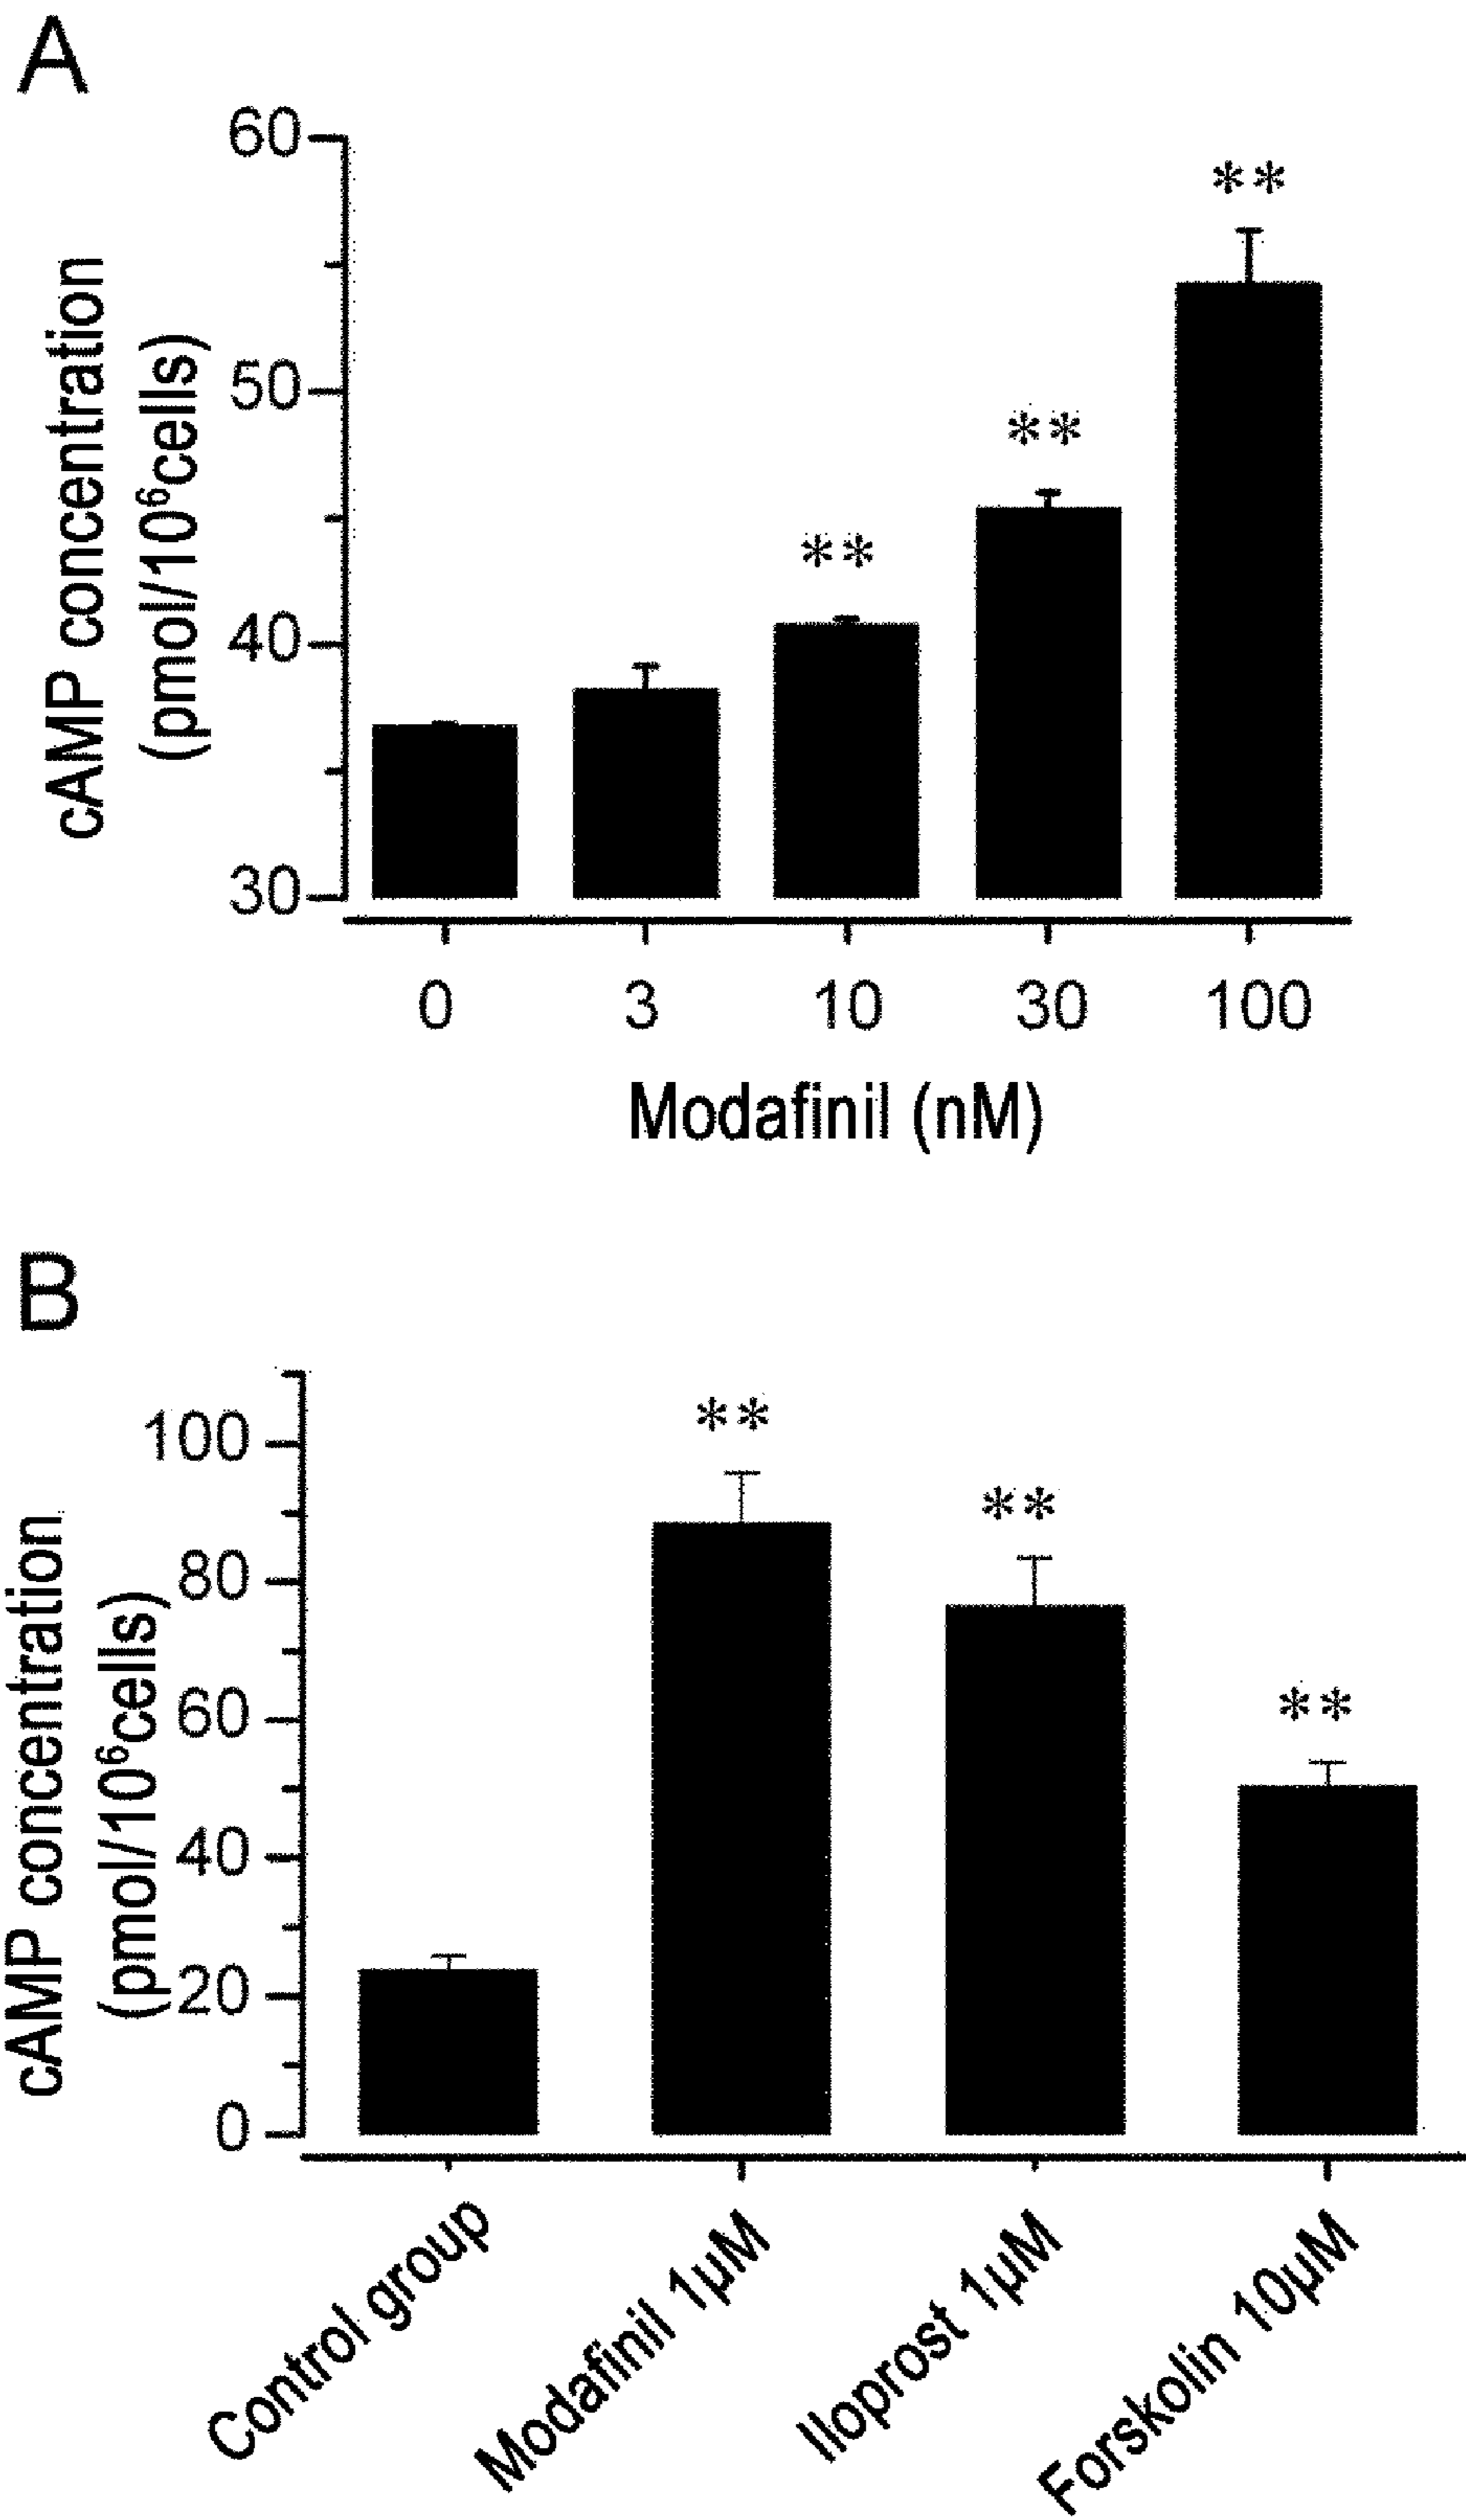 A
60
50
40
30
cAMP concentration
(pmol/10⁶cells)
**
**
**
0 3 10 30 100
Modafinil (nM)
B
100
80
60
40
20
0
cAMP concentration
(pmol/10⁶cells)
**
**
**
Control group
Modafinil 1µM
Iloprost 1µM
Forskolin 10µM